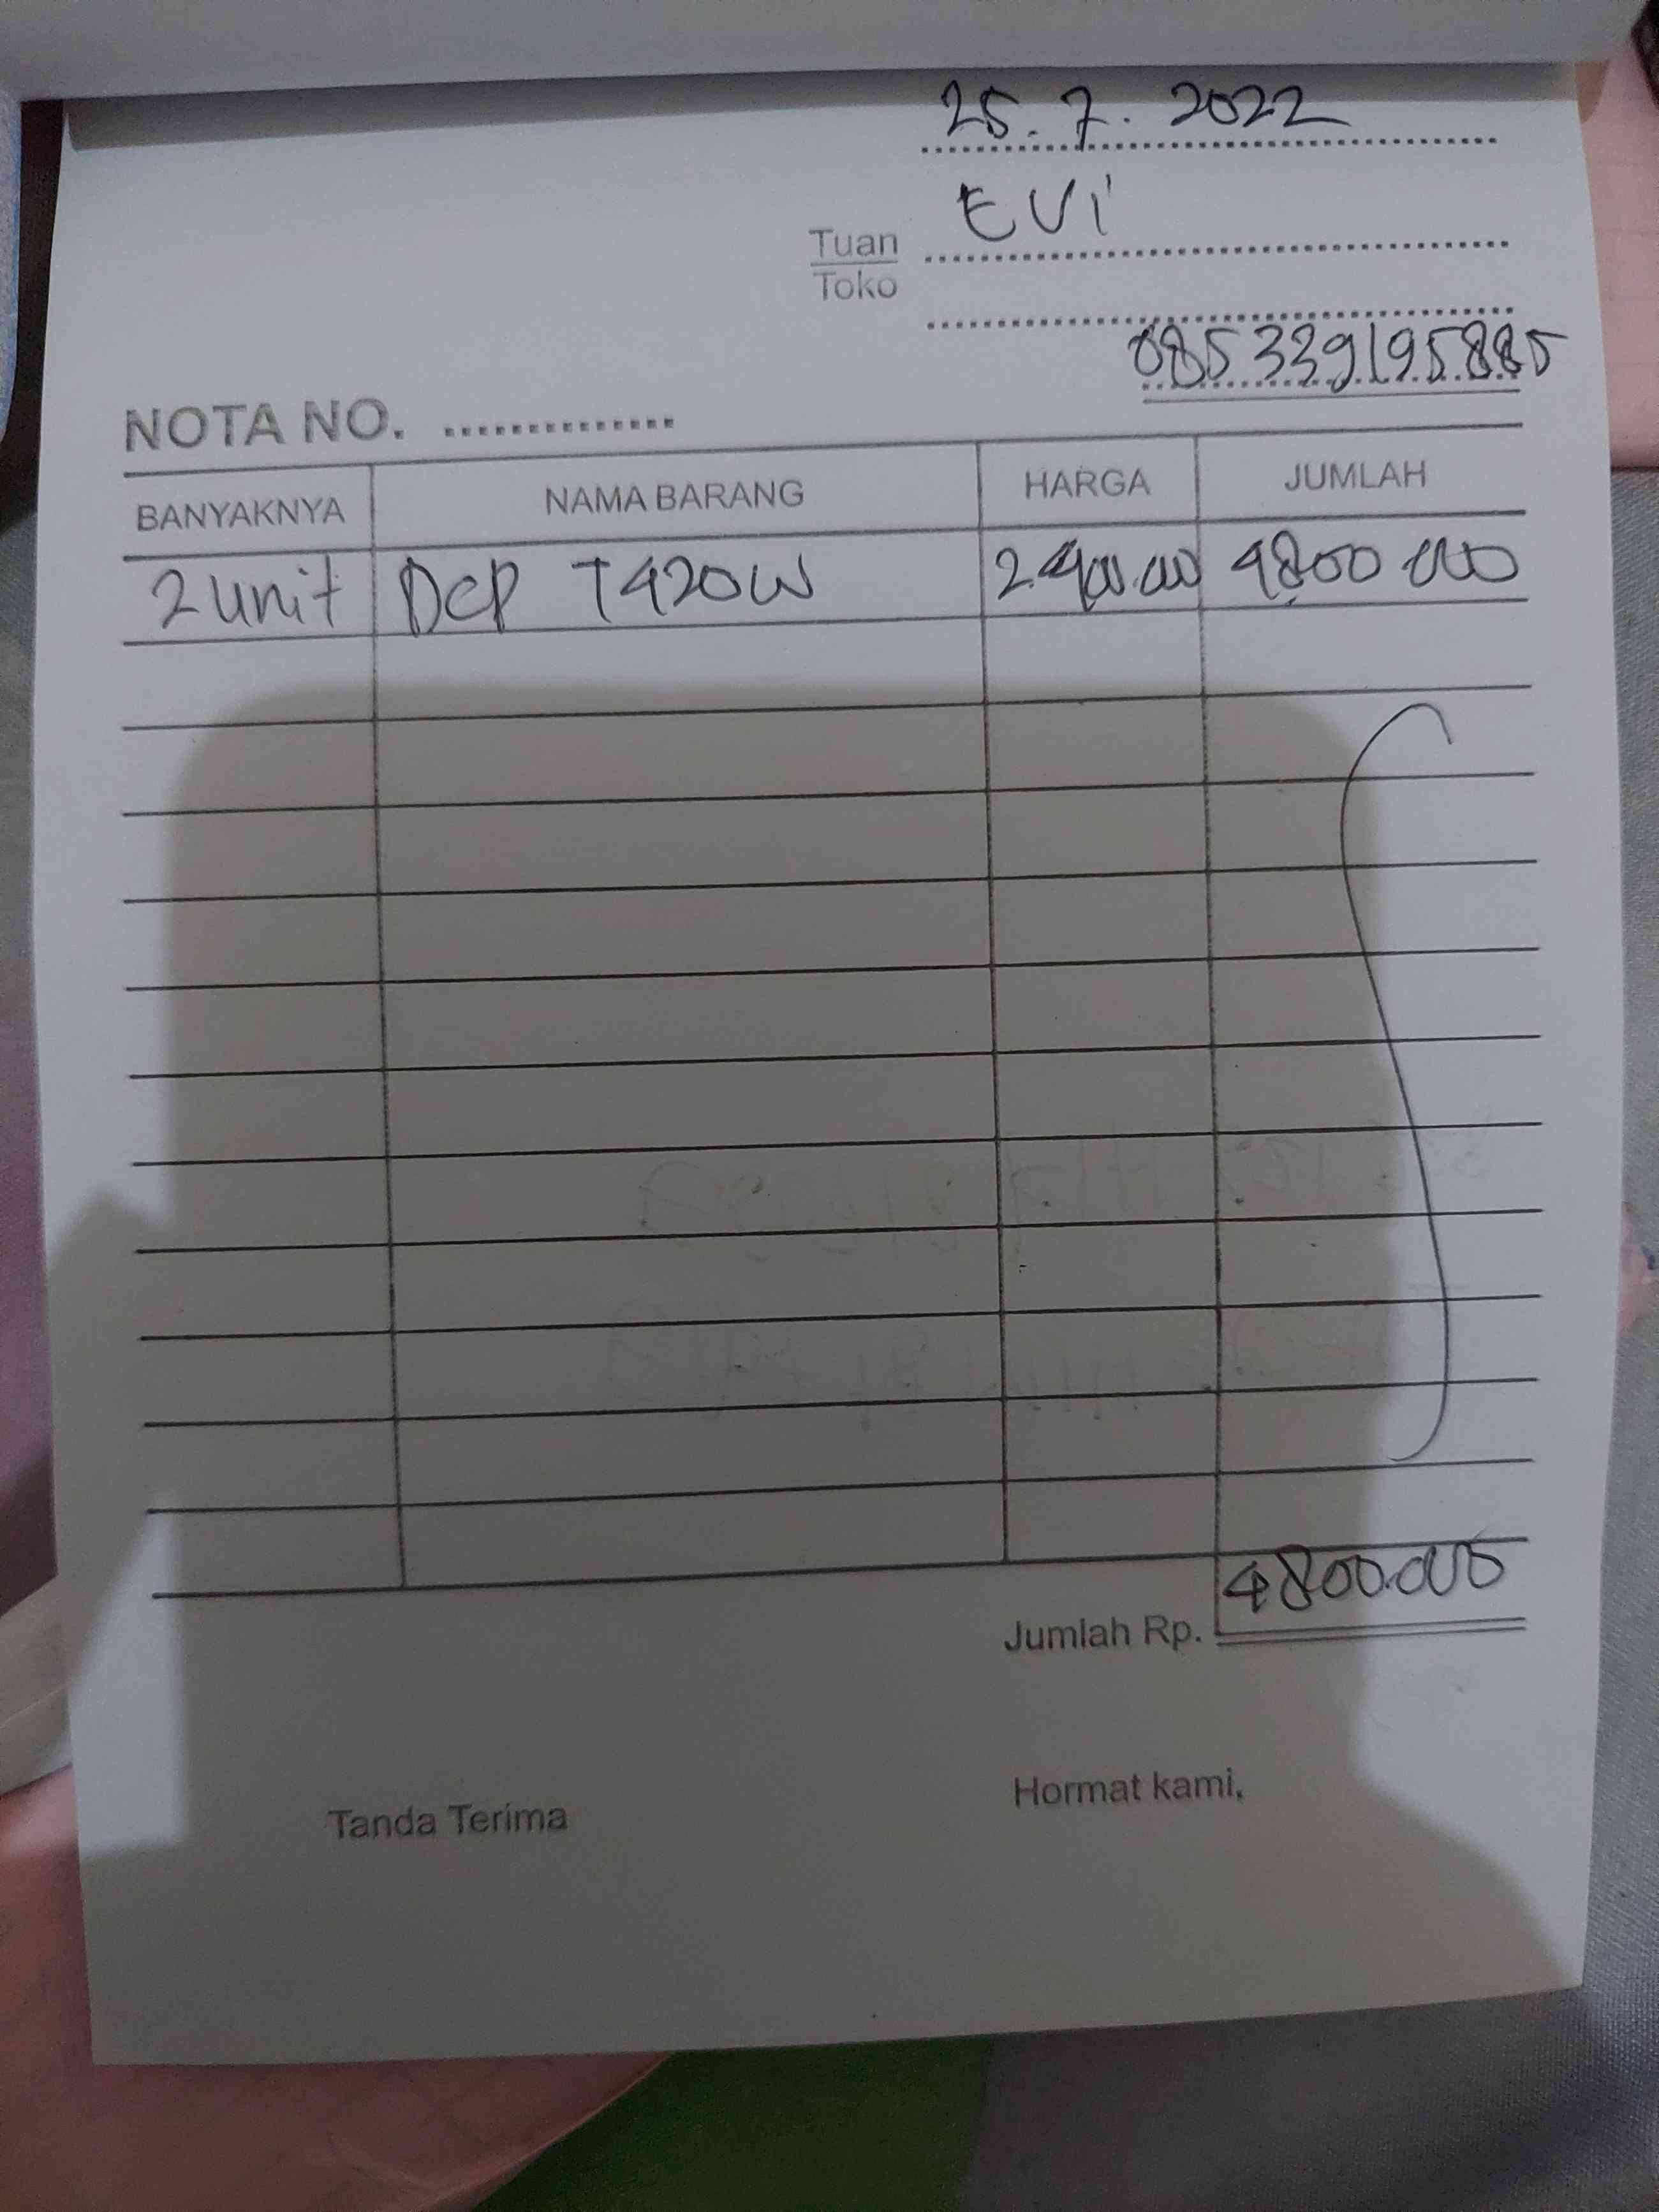 25.7.2022
Tuan EVI
Toko
085339195885
NOTA NO. ..............
BANYAKNYA NAMA BARANG HARGA JUMLAH
2 unit DCP T420W 2.400.000 4800 000
Jumlah Rp. 4800.000
Tanda Terima Hormat kami,